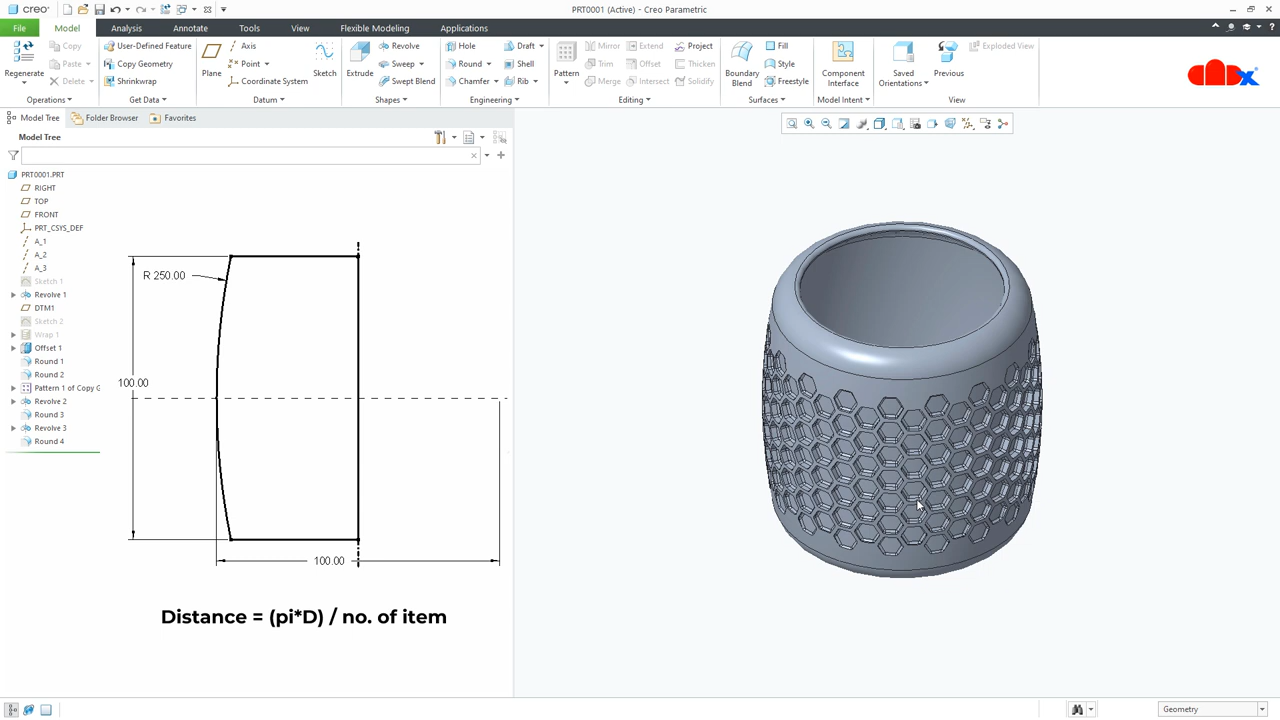 creo PRT0001 (Active) - Creo Parametric
File Model Analysis Annotate Tools View Flexible Modeling Applications
Regenerate Copy Paste Delete User-Defined Feature Copy Geometry Shrinkwrap Plane Axis Point Coordinate System Sketch Extrude Revolve Sweep Swept Blend Hole Round Chamfer Draft Shell Rib Pattern Mirror Trim Merge Extend Offset Intersect Project Thicken Solidify Boundary Blend Fill Style Freestyle Component Interface Saved Orientations Previous Exploded View
Operations Get Data Datum Shapes Engineering Editing Surfaces Model Intent View
Model Tree Folder Browser Favorites
Model Tree
PRT0001.PRT
RIGHT
TOP
FRONT
PRT_CSYS_DEF
A_1
A_2
A_3
Sketch 1
Revolve 1
DTM1
Sketch 2
Wrap 1
Offset 1
Round 1
Round 2
Pattern 1 of Copy G
Revolve 2
Round 3
Revolve 3
Round 4
R 250.00
100.00
100.00
Distance = (pi*D) / no. of item
Geometry